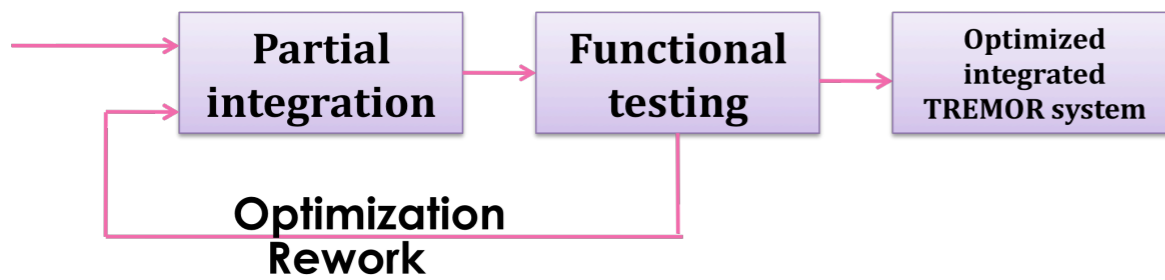 Partial
integration
Functional
testing
Optimized
integrated
TREMOR system
Optimization
Rework